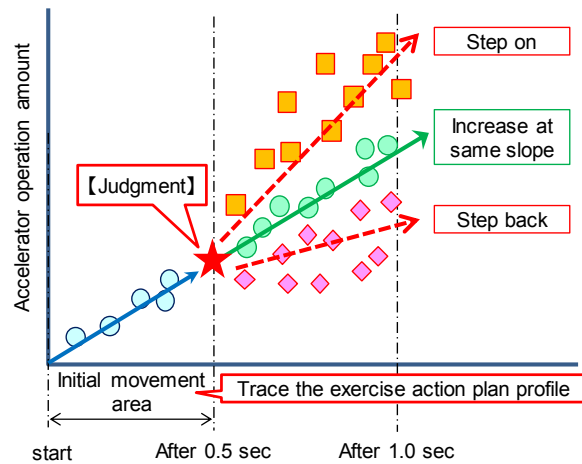 Accelerator operation amount
Step on
Increase at
same slope
【Judgment】
Step back
Initial movement
area
Trace the exercise action plan profile
start
After 0.5 sec
After 1.0 sec